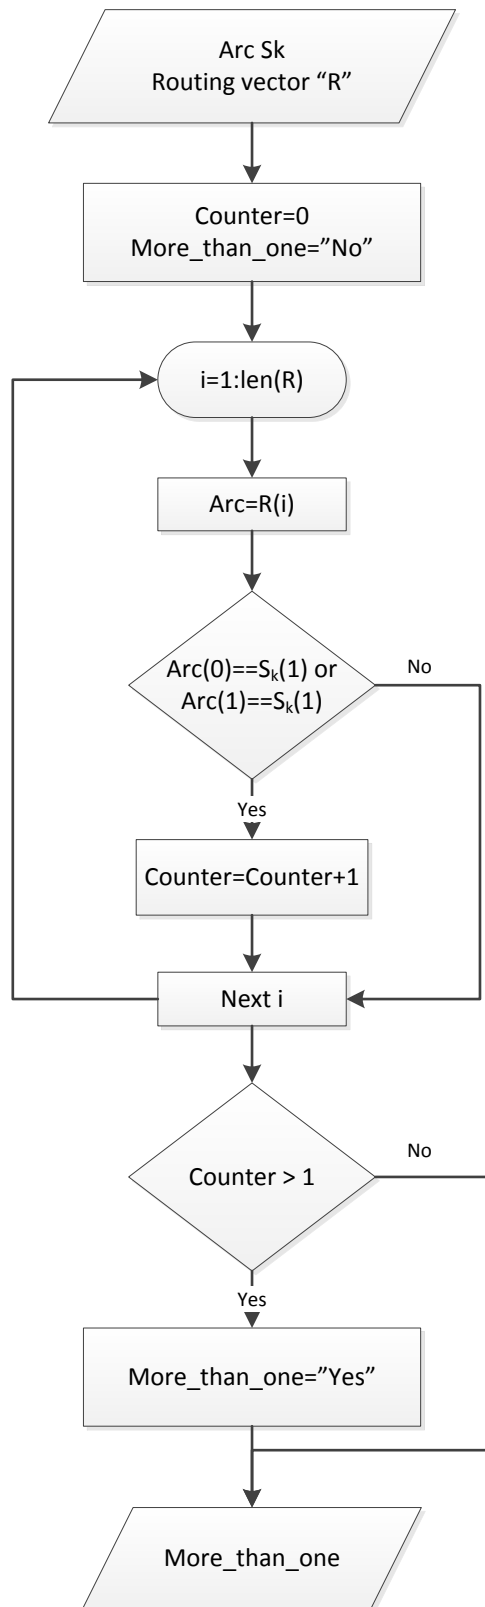 Arc Sk
Routing vector “R”
Counter=0
More_than_one=”No”
i=1:len(R)
Arc=R(i)
Arc(0)==Sₖ(1) or
Arc(1)==Sₖ(1)
No
Yes
Counter=Counter+1
Next i
Counter > 1
No
Yes
More_than_one=”Yes”
More_than_one